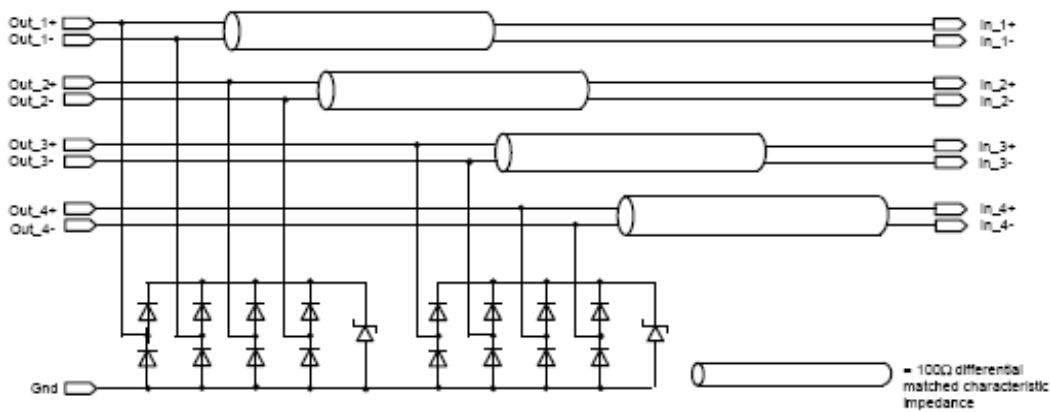 Out_1+ In_1+
Out_1- In_1-
Out_2+ In_2+
Out_2- In_2-
Out_3+ In_3+
Out_3- In_3-
Out_4+ In_4+
Out_4- In_4-
Gnd
= 100Ω differential
matched characteristic
impedance